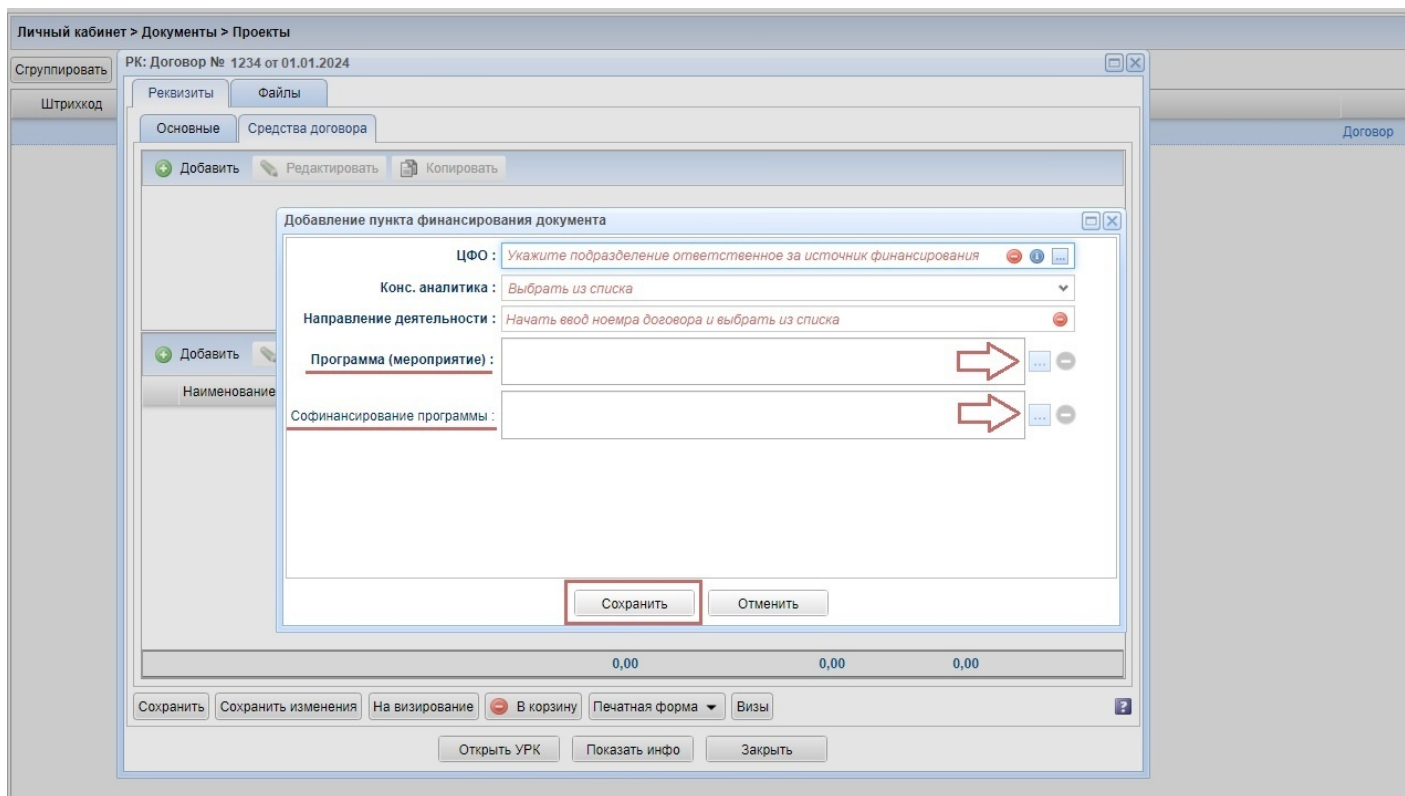 Личный кабинет > Документы > Проекты
Сгруппировать
РК: Договор № 1234 от 01.01.2024
Штрихкод
Реквизиты Файлы
Основные Средства договора
Договор
Добавить Редактировать Копировать
Добавление пункта финансирования документа
ЦФО : Укажите подразделение ответственное за источник финансирования ...
Конс. аналитика : Выбрать из списка
Направление деятельности : Начать ввод ноемра договора и выбрать из списка
Добавить
Программа (мероприятие) : ...
Наименование
Софинансирование программы : ...
Сохранить Отменить
0,00 0,00 0,00
Сохранить Сохранить изменения На визирование В корзину Печатная форма Визы ?
Открыть УРК Показать инфо Закрыть